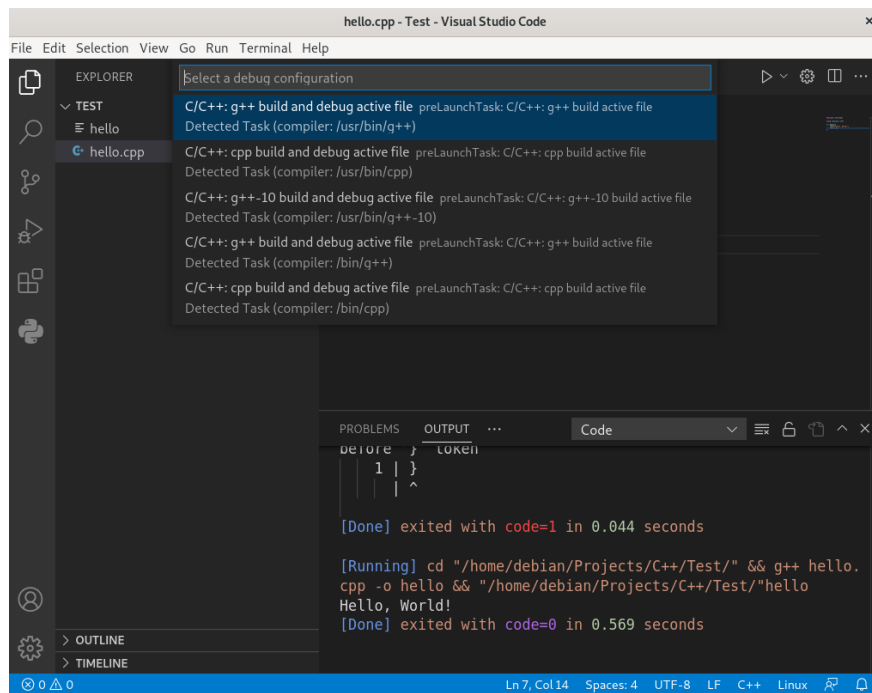 hello.cpp - Test - Visual Studio Code
File Edit Selection View Go Run Terminal Help
EXPLORER
TEST
hello
hello.cpp
OUTLINE
TIMELINE
Select a debug configuration
C/C++: g++ build and debug active file preLaunchTask: C/C++: g++ build active file
Detected Task (compiler: /usr/bin/g++)
C/C++: cpp build and debug active file preLaunchTask: C/C++: cpp build active file
Detected Task (compiler: /usr/bin/cpp)
C/C++: g++-10 build and debug active file preLaunchTask: C/C++: g++-10 build active file
Detected Task (compiler: /usr/bin/g++-10)
C/C++: g++ build and debug active file preLaunchTask: C/C++: g++ build active file
Detected Task (compiler: /bin/g++)
C/C++: cpp build and debug active file preLaunchTask: C/C++: cpp build active file
Detected Task (compiler: /bin/cpp)
PROBLEMS OUTPUT ··· Code
before '}' token
1 | }
| ^
[Done] exited with code=1 in 0.044 seconds
[Running] cd "/home/debian/Projects/C++/Test/" && g++ hello.
cpp -o hello && "/home/debian/Projects/C++/Test/"hello
Hello, World!
[Done] exited with code=0 in 0.569 seconds
0 0 Ln 7, Col 14 Spaces: 4 UTF-8 LF C++ Linux